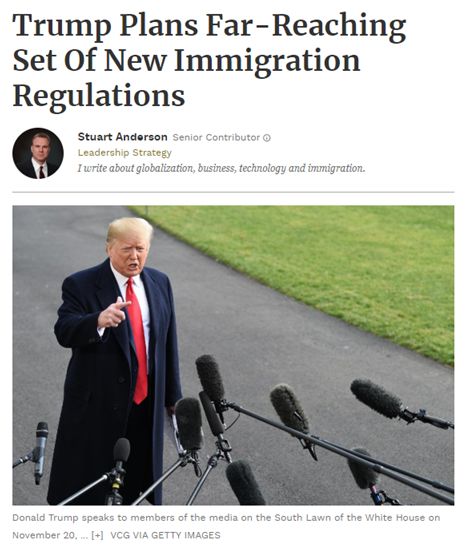 Trump Plans Far-Reaching
Set Of New Immigration
Regulations
Stuart Anderson Senior Contributor
Leadership Strategy
I write about globalization, business, technology and immigration.
Donald Trump speaks to members of the media on the South Lawn of the White House on
November 20, ... [+] VCG VIA GETTY IMAGES